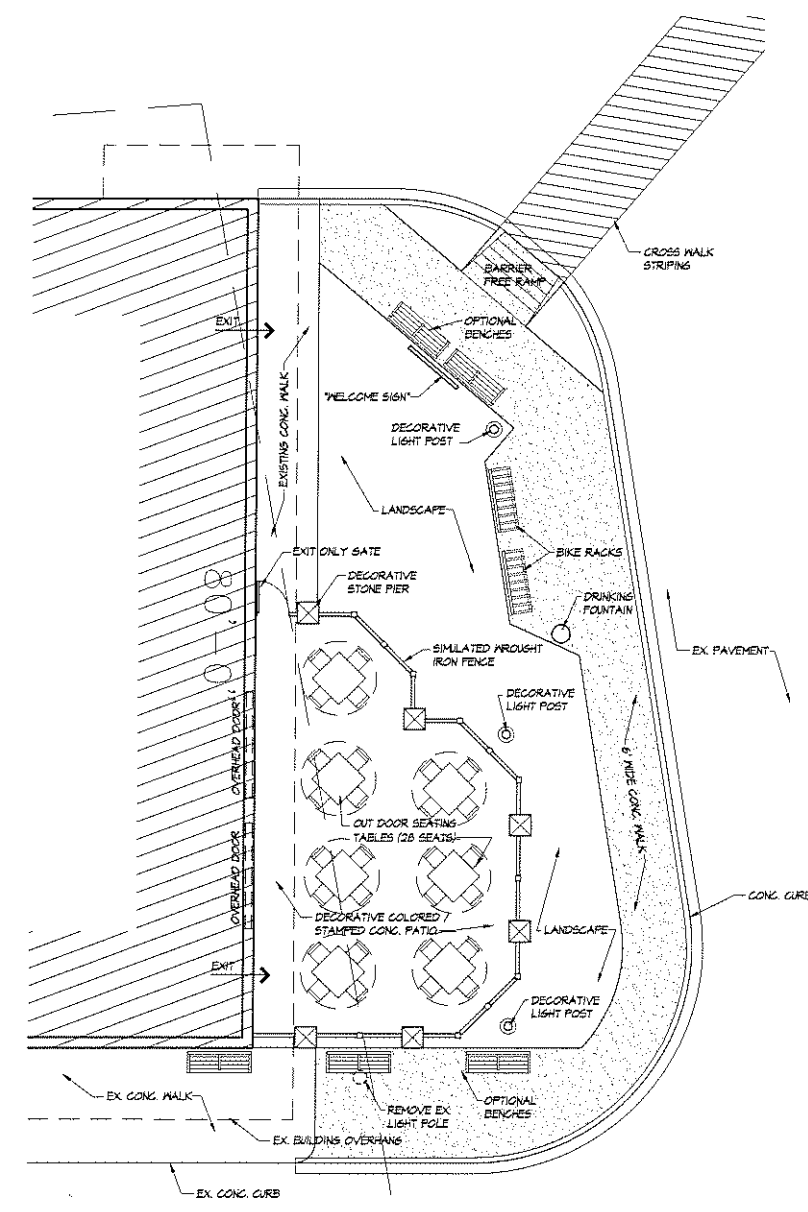 CROSS WALK
STRIPING
BARRIER
FREE RAMP
EXIT
OPTIONAL
BENCHES
EXISTING CONC. WALK
"WELCOME SIGN"
DECORATIVE
LIGHT POST
LANDSCAPE
EXIT ONLY GATE
BIKE RACKS
DECORATIVE
STONE PIER
DRINKING
FOUNTAIN
SIMULATED WROUGHT
IRON FENCE
EX. PAVEMENT
DECORATIVE
LIGHT POST
OVERHEAD DOOR
6' WIDE CONC. WALK
OUT DOOR SEATING
TABLES (28 SEATS)
OVERHEAD DOOR
CONC. CURB
DECORATIVE COLORED /
STAMPED CONC. PATIO
LANDSCAPE
EXIT
DECORATIVE
LIGHT POST
EX. CONC. WALK
OPTIONAL
BENCHES
REMOVE EX.
LIGHT POLE
EX. BUILDING OVERHANG
EX. CONC. CURB